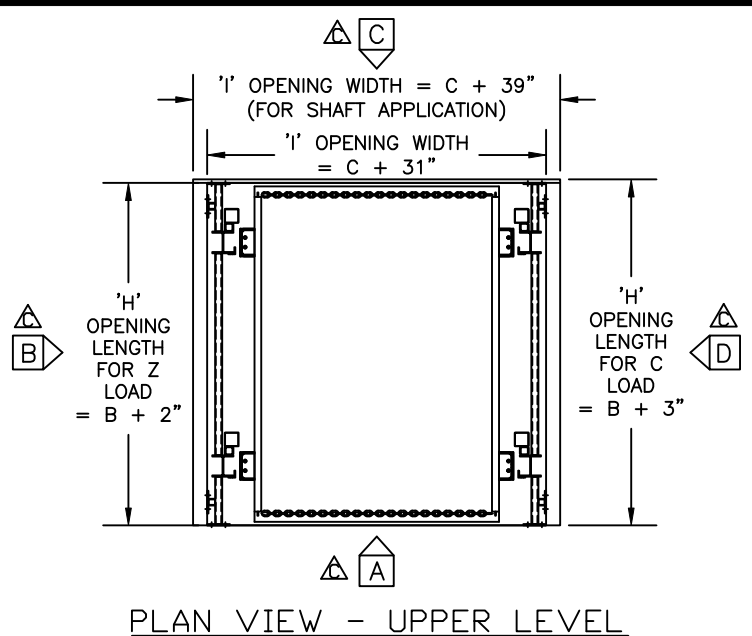 C C
'I' OPENING WIDTH = C + 39"
(FOR SHAFT APPLICATION)
'I' OPENING WIDTH
= C + 31"
'H'
OPENING
LENGTH
FOR Z
LOAD
= B + 2"
C
B
'H'
OPENING
LENGTH
FOR C
LOAD
= B + 3"
C
D
C A
PLAN VIEW - UPPER LEVEL